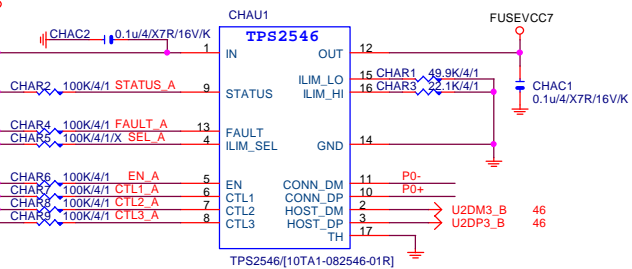 CHAU1
FUSEVCC7
CHAC2 0.1u/4/X7R/16V/K
TPS2546
1 IN OUT 12
ILIM_LO 15 CHAR1 49.9K/4/1
CHAR2 100K/4/1 STATUS_A 9 STATUS ILIM_HI 16 CHAR3 22.1K/4/1
CHAC1
0.1u/4/X7R/16V/K
CHAR4 100K/4/1 FAULT_A 13 FAULT
CHAR5 100K/4/1/X SEL_A 4 ILIM_SEL GND 14
CHAR6 100K/4/1 EN_A 5 EN CONN_DM 11 P0-
CHAR7 100K/4/1 CTL1_A 6 CTL1 CONN_DP 10 P0+
CHAR8 100K/4/1 CTL2_A 7 CTL2 HOST_DM 2 U2DM3_B 46
CHAR9 100K/4/1 CTL3_A 8 CTL3 HOST_DP 3 U2DP3_B 46
TH 17
TPS2546/[10TA1-082546-01R]